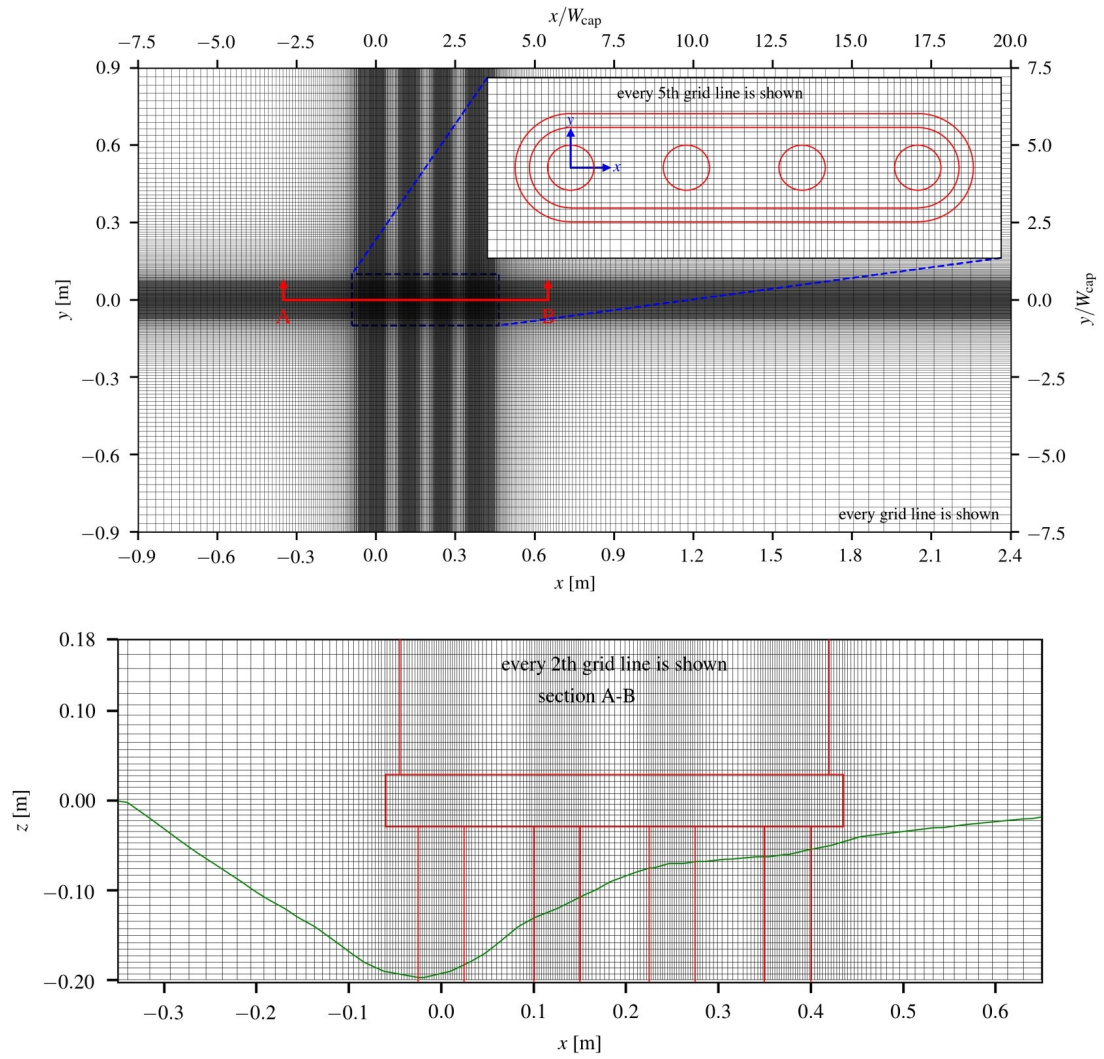 x/W_cap
−7.5 −5.0 −2.5 0.0 2.5 5.0 7.5 10.0 12.5 15.0 17.5 20.0
0.9 7.5
every 5th grid line is shown
y
x
0.6 5.0
0.3 2.5
y [m] 0.0 0.0 y/W_cap
A B
−0.3 −2.5
−0.6 −5.0
every grid line is shown
−0.9 −7.5
−0.9 −0.6 −0.3 0.0 0.3 0.6 0.9 1.2 1.5 1.8 2.1 2.4
x [m]
0.18
every 2th grid line is shown
section A-B
0.10
z [m] 0.00
−0.10
−0.20
−0.3 −0.2 −0.1 0.0 0.1 0.2 0.3 0.4 0.5 0.6
x [m]